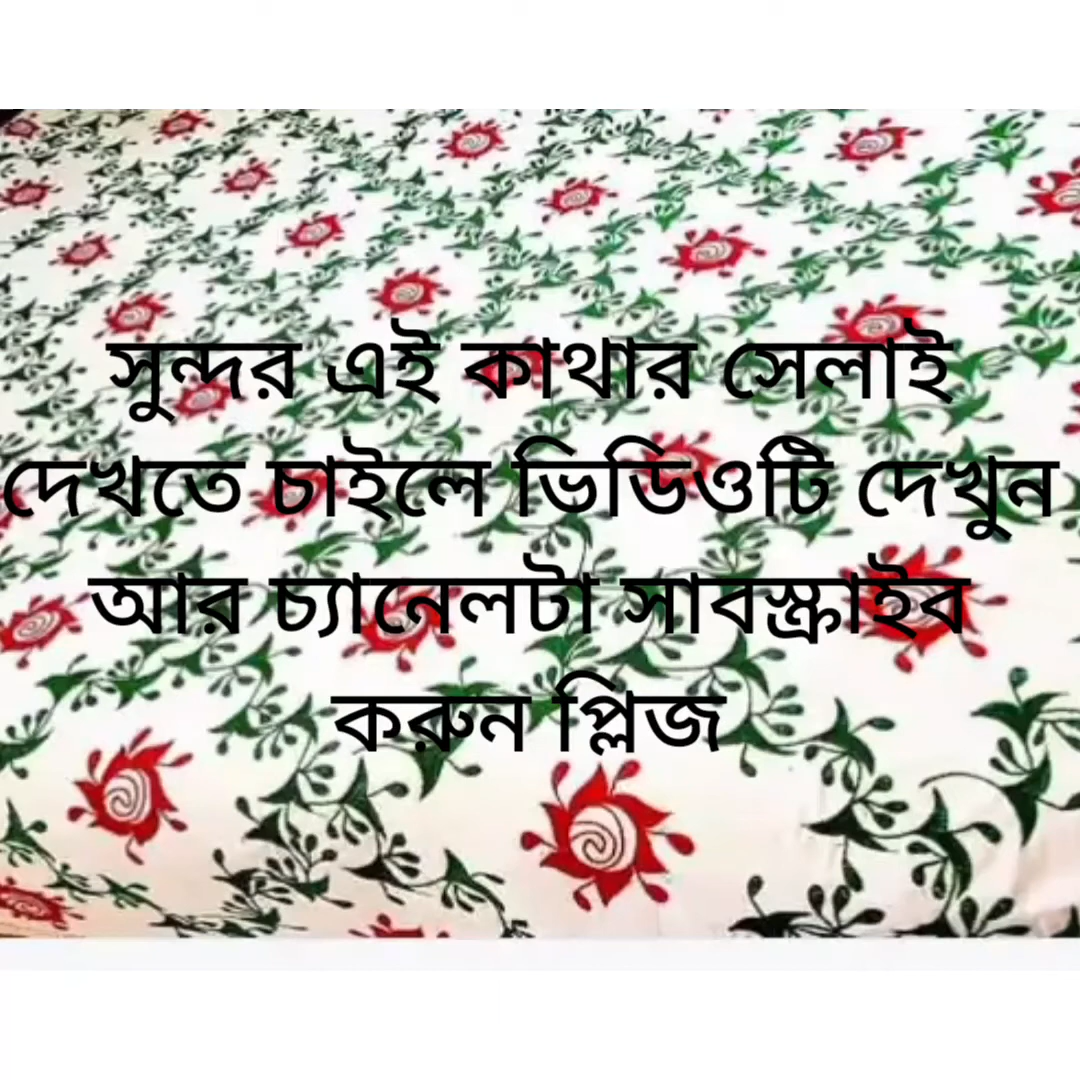 সুন্দর এই কাথার সেলাই
দেখতে চাইলে ভিডিওটি দেখুন
আর চ্যানেলটা সাবস্ক্রাইব
করুন প্লিজ